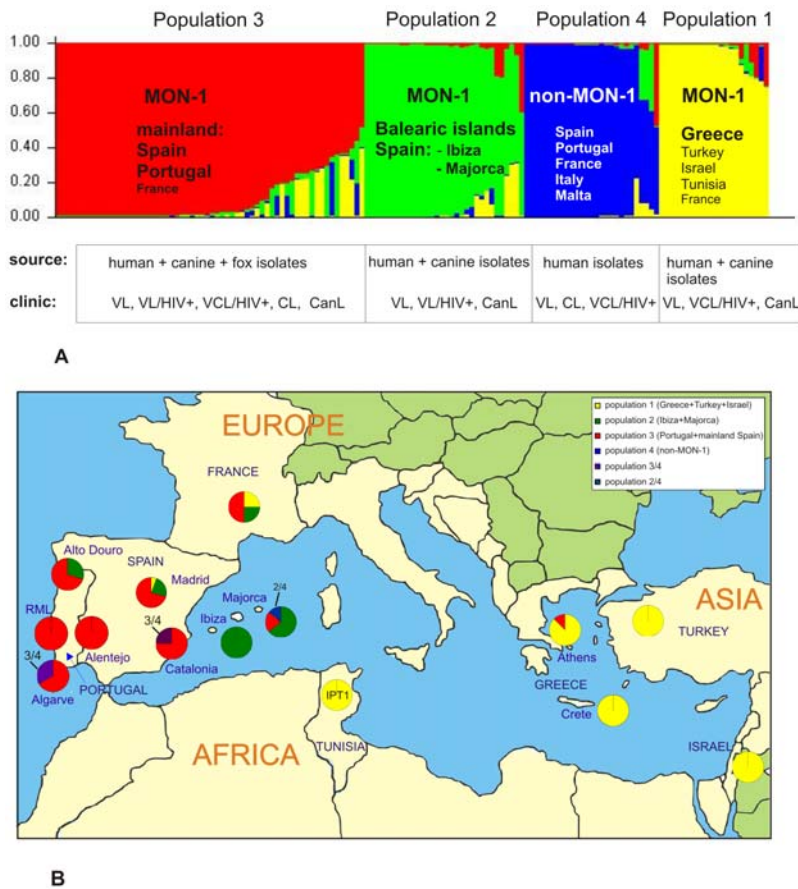 Population 3 Population 2 Population 4 Population 1
1.00
0.80
0.60
0.40
0.20
0.00
MON-1
mainland:
Spain
Portugal
France
MON-1
Balearic islands
Spain: - Ibiza
- Majorca
non-MON-1
Spain
Portugal
France
Italy
Malta
MON-1
Greece
Turkey
Israel
Tunisia
France
source: human + canine + fox isolates human + canine isolates human isolates human + canine isolates
clinic: VL, VL/HIV+, VCL/HIV+, CL, CanL VL, VL/HIV+, CanL VL, CL, VCL/HIV+ VL, VCL/HIV+, CanL
A
population 1 (Greece+Turkey+Israel)
population 2 (Ibiza+Majorca)
population 3 (Portugal+mainland Spain)
population 4 (non-MON-1)
population 3/4
population 2/4
EUROPE
FRANCE
Alto Douro
SPAIN
Madrid
Majorca
2/4
Ibiza
RML
3/4
Catalonia
Alentejo
3/4
Algarve
PORTUGAL
ASIA
TURKEY
Athens
GREECE
Crete
IPT1
TUNISIA
AFRICA
ISRAEL
B